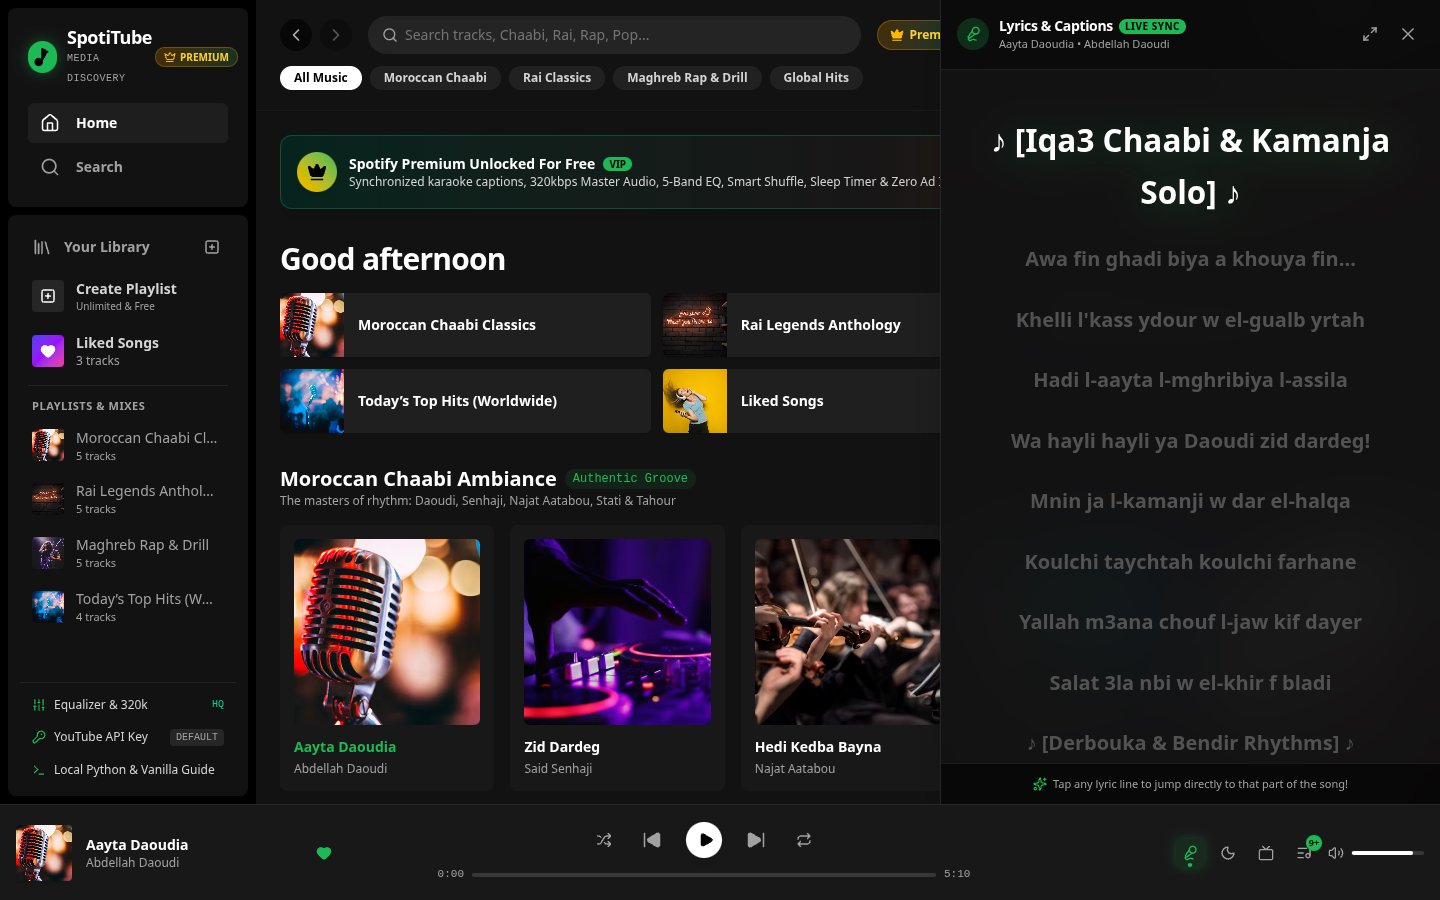 SpotiTube
MEDIA
DISCOVERY
PREMIUM
Home
Search
Your Library
Create Playlist
Unlimited & Free
Liked Songs
3 tracks
PLAYLISTS & MIXES
Moroccan Chaabi Cl...
5 tracks
Rai Legends Anthol...
5 tracks
Maghreb Rap & Drill
5 tracks
Today's Top Hits (W...
4 tracks
Equalizer & 320k
HQ
YouTube API Key
DEFAULT
Local Python & Vanilla Guide
Search tracks, Chaabi, Rai, Rap, Pop...
Prem
All Music
Moroccan Chaabi
Rai Classics
Maghreb Rap & Drill
Global Hits
Spotify Premium Unlocked For Free
VIP
Synchronized karaoke captions, 320kbps Master Audio, 5-Band EQ, Smart Shuffle, Sleep Timer & Zero Ad
Good afternoon
Moroccan Chaabi Classics
Rai Legends Anthology
Today's Top Hits (Worldwide)
Liked Songs
Moroccan Chaabi Ambiance
Authentic Groove
The masters of rhythm: Daoudi, Senhaji, Najat Aatabou, Stati & Tahour
Aayta Daoudia
Abdellah Daoudi
Zid Dardeg
Said Senhaji
Hedi Kedba Bayna
Najat Aatabou
Lyrics & Captions
LIVE SYNC
Aayta Daoudia • Abdellah Daoudi
♪ [Iqa3 Chaabi & Kamanja
Solo] ♪
Awa fin ghadi biya a khouya fin...
Khelli l'kass ydour w el-gualb yrtah
Hadi l-aayta l-mghribiya l-assila
Wa hayli hayli ya Daoudi zid dardeg!
Mnin ja l-kamanji w dar el-halqa
Koulchi taychtah koulchi farhane
Yallah m3ana chouf l-jaw kif dayer
Salat 3la nbi w el-khir f bladi
♪ [Derbouka & Bendir Rhythms] ♪
Tap any lyric line to jump directly to that part of the song!
Aayta Daoudia
Abdellah Daoudi
0:00
5:10
9+